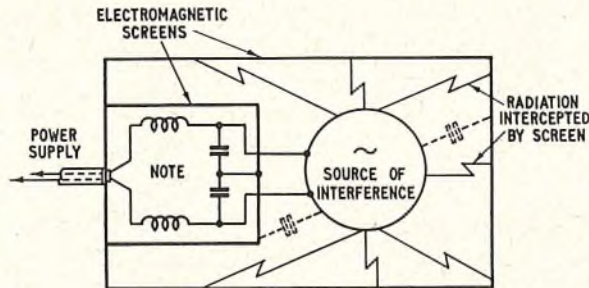 ELECTROMAGNETIC
SCREENS
POWER
SUPPLY
NOTE
~
SOURCE OF
INTERFERENCE
RADIATION
INTERCEPTED
BY SCREEN